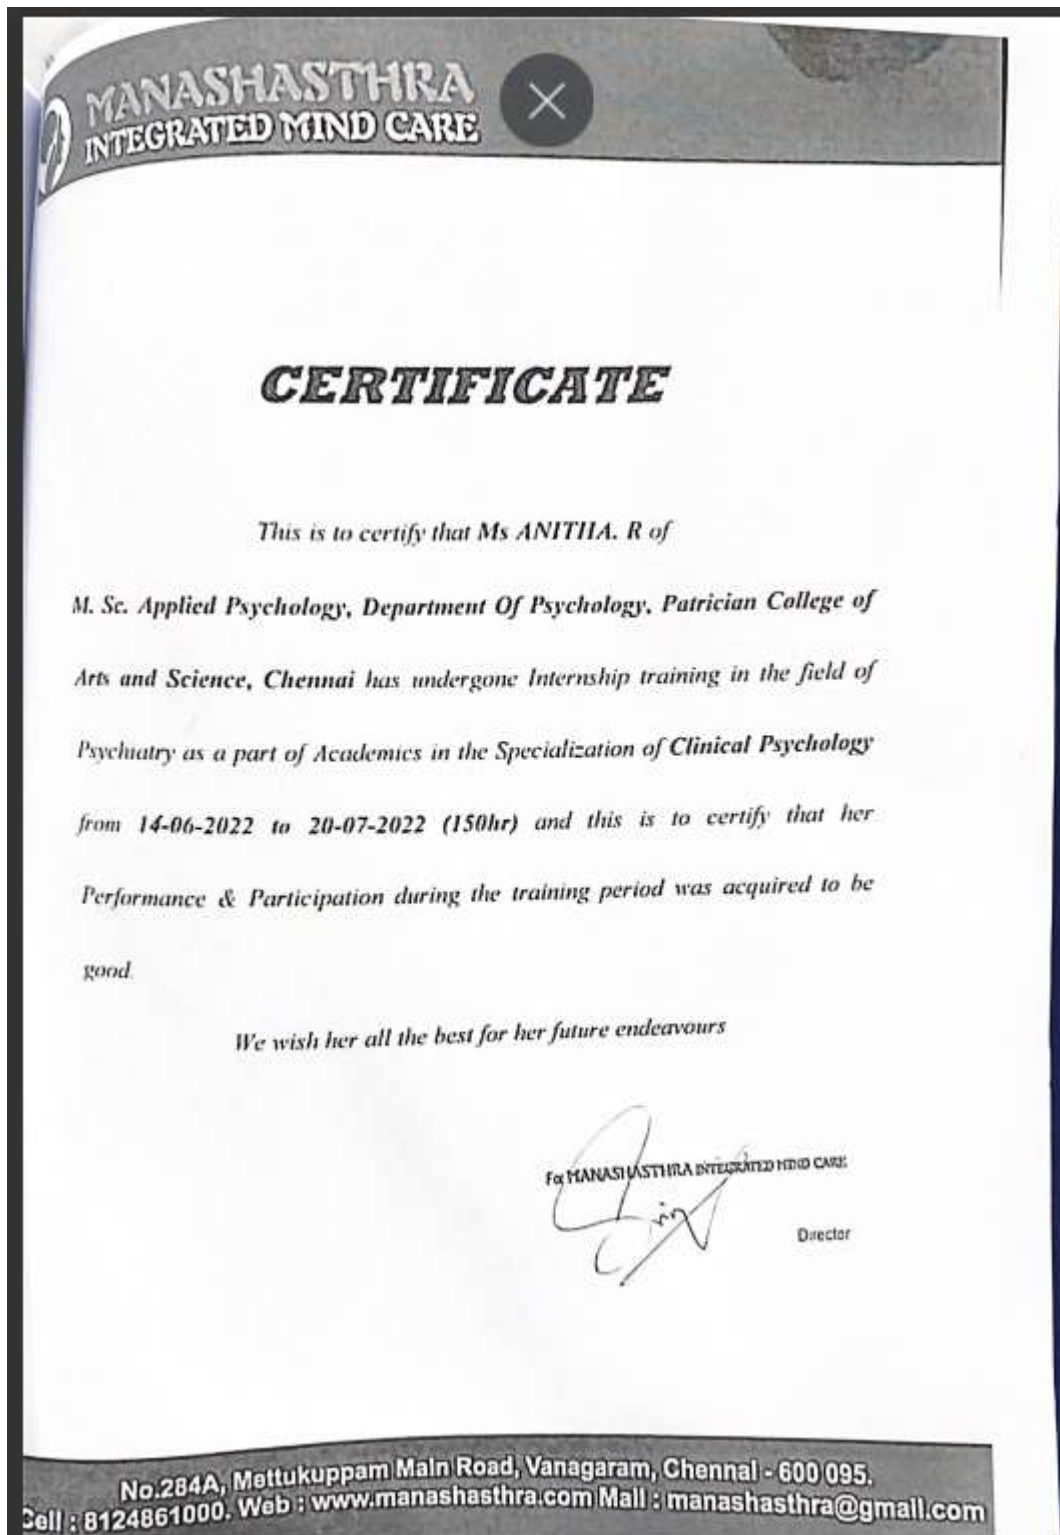 MANASHASTHRA
INTEGRATED MIND CARE
CERTIFICATE
This is to certify that Ms ANITHA. R of
M. Sc. Applied Psychology, Department Of Psychology, Patrician College of
Arts and Science, Chennai has undergone Internship training in the field of
Psychiatry as a part of Academics in the Specialization of Clinical Psychology
from 14-06-2022 to 20-07-2022 (150hr) and this is to certify that her
Performance & Participation during the training period was acquired to be
good.
We wish her all the best for her future endeavours
For MANASHASTHRA INTEGRATED MIND CARE
Director
No.284A, Mettukuppam Main Road, Vanagaram, Chennai - 600 095.
Cell : 8124861000. Web : www.manashasthra.com Mail : manashasthra@gmail.com